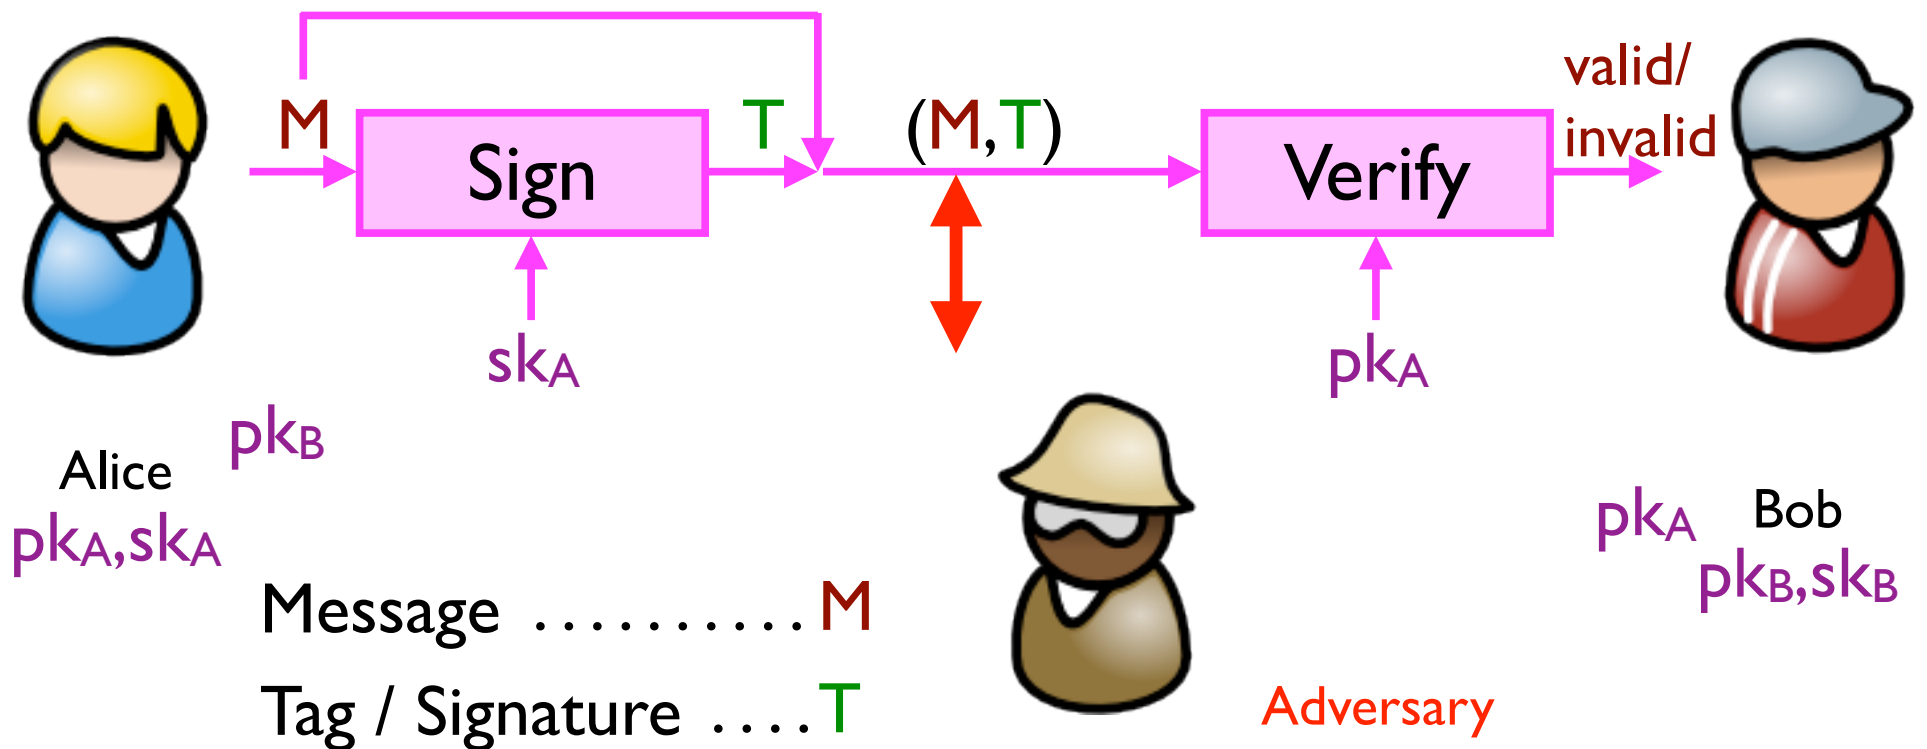 M
Sign
T
(M,T)
Verify
valid/
invalid
skA
pkA
pkB
Alice
pkA,skA
pkA
Bob
pkB,skB
Message .......... M
Tag / Signature ....T
Adversary